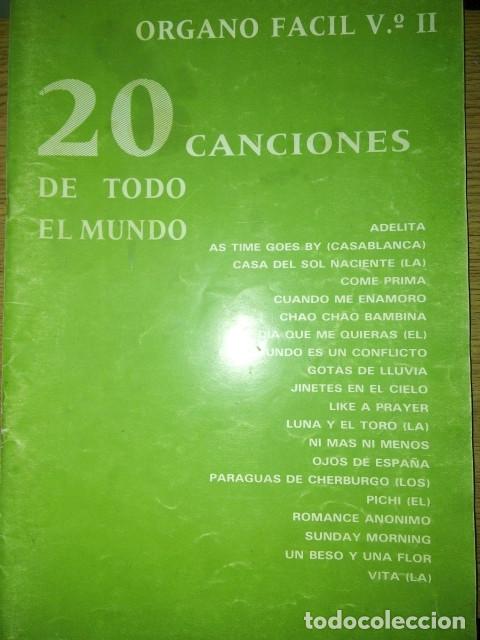 ORGANO FACIL V.º II
20 CANCIONES
DE TODO
EL MUNDO
ADELITA
AS TIME GOES BY (CASABLANCA)
CASA DEL SOL NACIENTE (LA)
COME PRIMA
CUANDO ME ENAMORO
CHAO CHAO BAMBINA
DIA QUE ME QUIERAS (EL)
ES UN CONFLICTO
GOTAS DE LLUVIA
JINETES EN EL CIELO
LIKE A PRAYER
LUNA Y EL TORO (LA)
NI MAS NI MENOS
OJOS DE ESPAÑA
PARAGUAS DE CHERBURGO (LOS)
PICHI (EL)
ROMANCE ANONIMO
SUNDAY MORNING
UN BESO Y UNA FLOR
VITA (LA)
todocoleccion